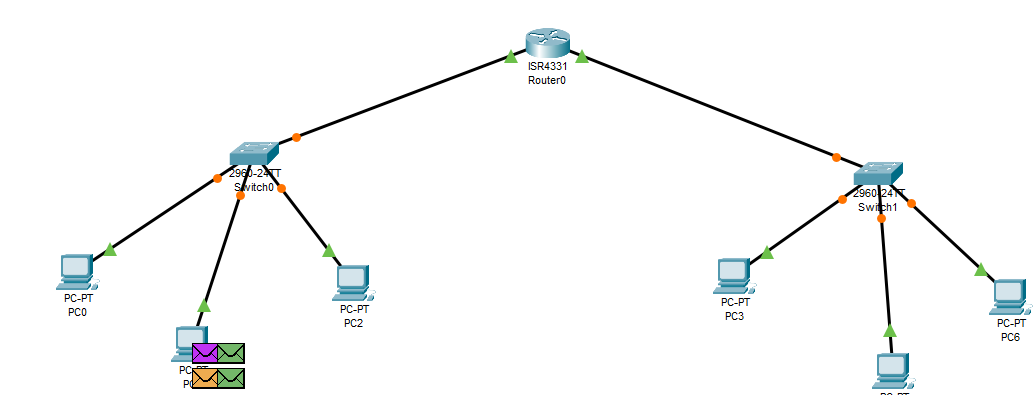 ISR4331
Router0
2960-24TT
Switch0
2960-24TT
Switch1
PC-PT
PC0
PC-PT
PC2
PC-PT
PC3
PC-PT
PC6